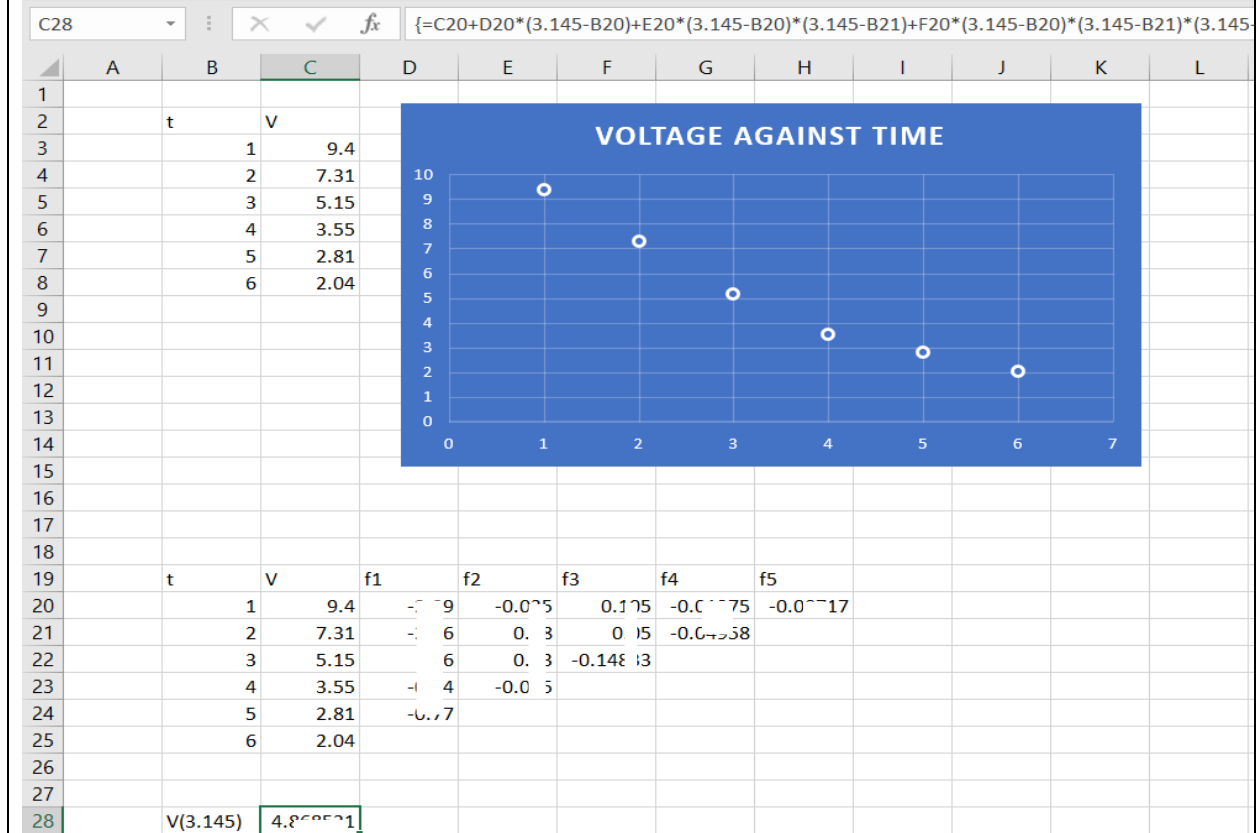 C28 fx {=C20+D20*(3.145-B20)+E20*(3.145-B20)*(3.145-B21)+F20*(3.145-B20)*(3.145-B21)*(3.145-
A B C D E F G H I J K L
1
2 t V
3 1 9.4
4 2 7.31
5 3 5.15
6 4 3.55
7 5 2.81
8 6 2.04
9
10
11
12
13
14
15
16
17
18
VOLTAGE AGAINST TIME
10
9
8
7
6
5
4
3
2
1
0
0 1 2 3 4 5 6 7
19 t V f1 f2 f3 f4 f5
20 1 9.4
21 2 7.31
22 3 5.15
23 4 3.55
24 5 2.81
25 6 2.04
26
27
28 V(3.145)